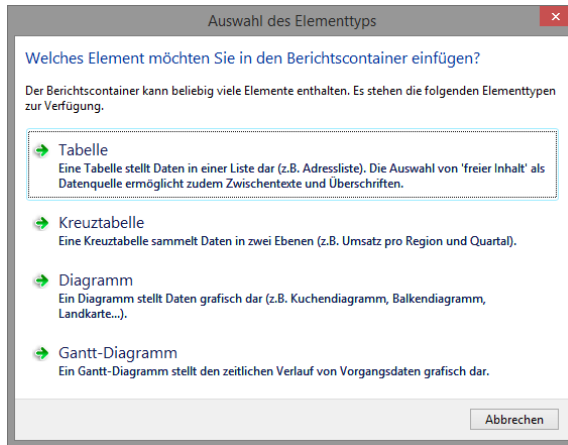 Auswahl des Elementtyps
Welches Element möchten Sie in den Berichtscontainer einfügen?
Der Berichtscontainer kann beliebig viele Elemente enthalten. Es stehen die folgenden Elementtypen
zur Verfügung.
Tabelle
Eine Tabelle stellt Daten in einer Liste dar (z.B. Adressliste). Die Auswahl von 'freier Inhalt' als
Datenquelle ermöglicht zudem Zwischentexte und Überschriften.
Kreuztabelle
Eine Kreuztabelle sammelt Daten in zwei Ebenen (z.B. Umsatz pro Region und Quartal).
Diagramm
Ein Diagramm stellt Daten grafisch dar (z.B. Kuchendiagramm, Balkendiagramm,
Landkarte...).
Gantt-Diagramm
Ein Gantt-Diagramm stellt den zeitlichen Verlauf von Vorgangsdaten grafisch dar.
Abbrechen